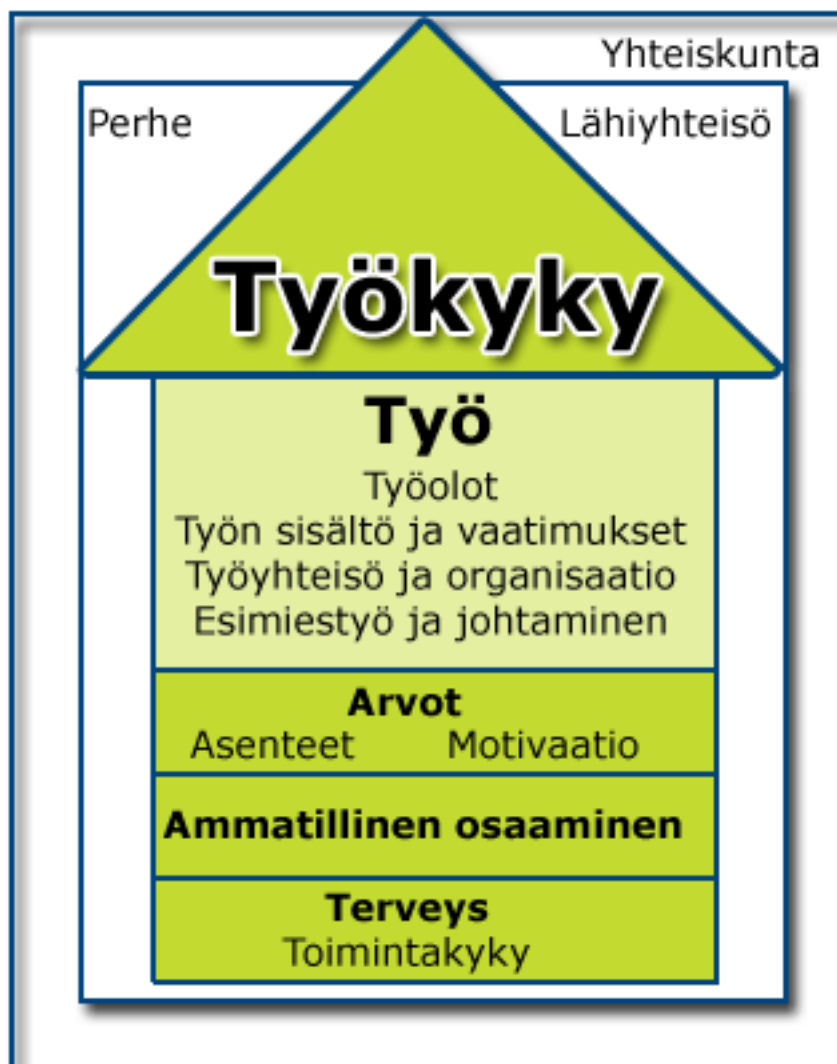 Yhteiskunta
Perhe
Lähiyhteisö
Työkyky
Työ
Työolot
Työn sisältö ja vaatimukset
Työyhteisö ja organisaatio
Esimiestyö ja johtaminen
Arvot
Asenteet Motivaatio
Ammatillinen osaaminen
Terveys
Toimintakyky